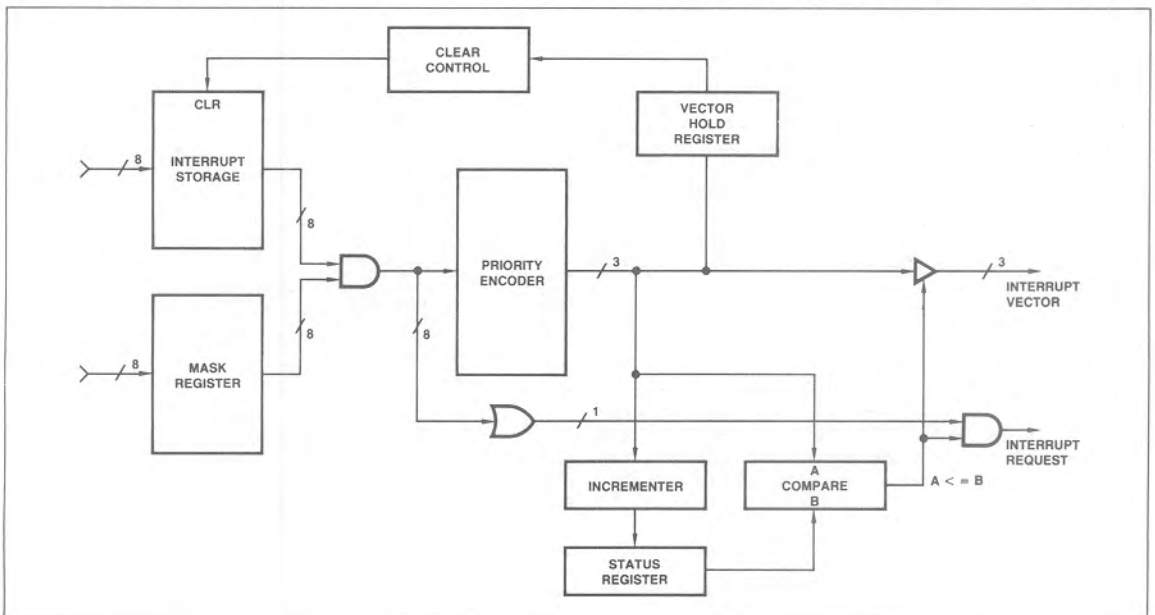 CLEAR
CONTROL
CLR
VECTOR
HOLD
REGISTER
8
INTERRUPT
STORAGE
8
PRIORITY
ENCODER
3
3
INTERRUPT
VECTOR
8
MASK
REGISTER
8
8
1
INTERRUPT
REQUEST
INCREMENTER
A
COMPARE
B
A < = B
STATUS
REGISTER